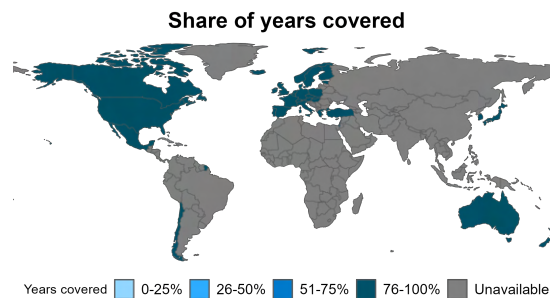 Share of years covered
Years covered 0-25% 26-50% 51-75% 76-100% Unavailable